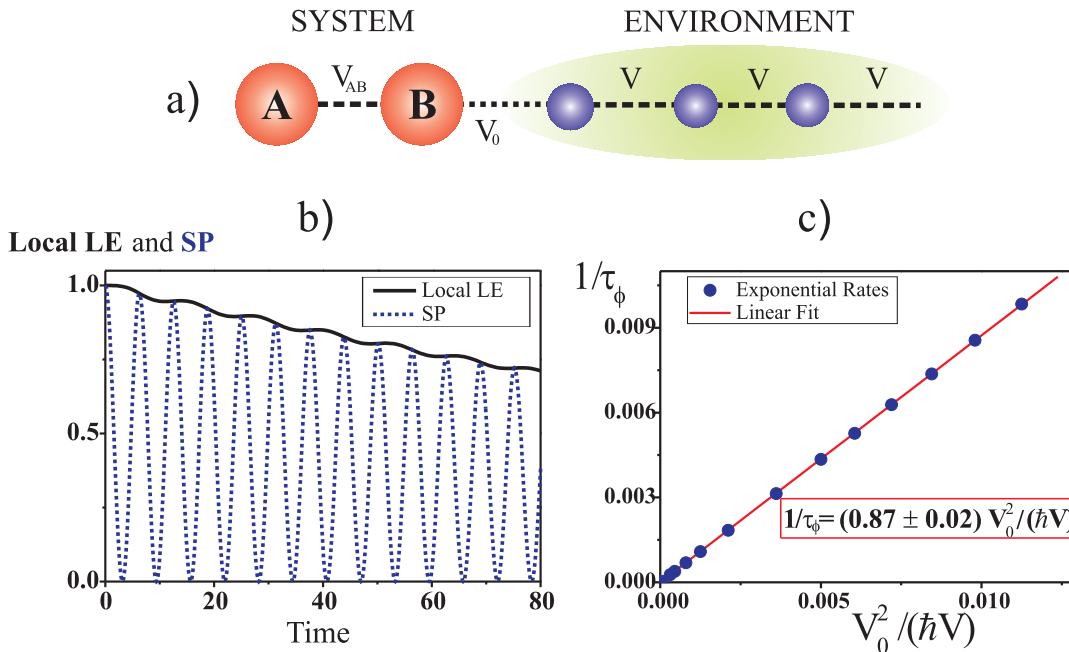 SYSTEM ENVIRONMENT
a) A V_AB B V_0 V V V
b)
Local LE and SP
1.0
0.5
0.0
Local LE
SP
0 20 40 60 80
Time
c)
1/τ_ϕ
0.009
0.006
0.003
0.000
Exponential Rates
Linear Fit
1/τ_ϕ= (0.87 ± 0.02) V_0^2/(ħV)
0.000 0.005 0.010
V_0^2/(ħV)